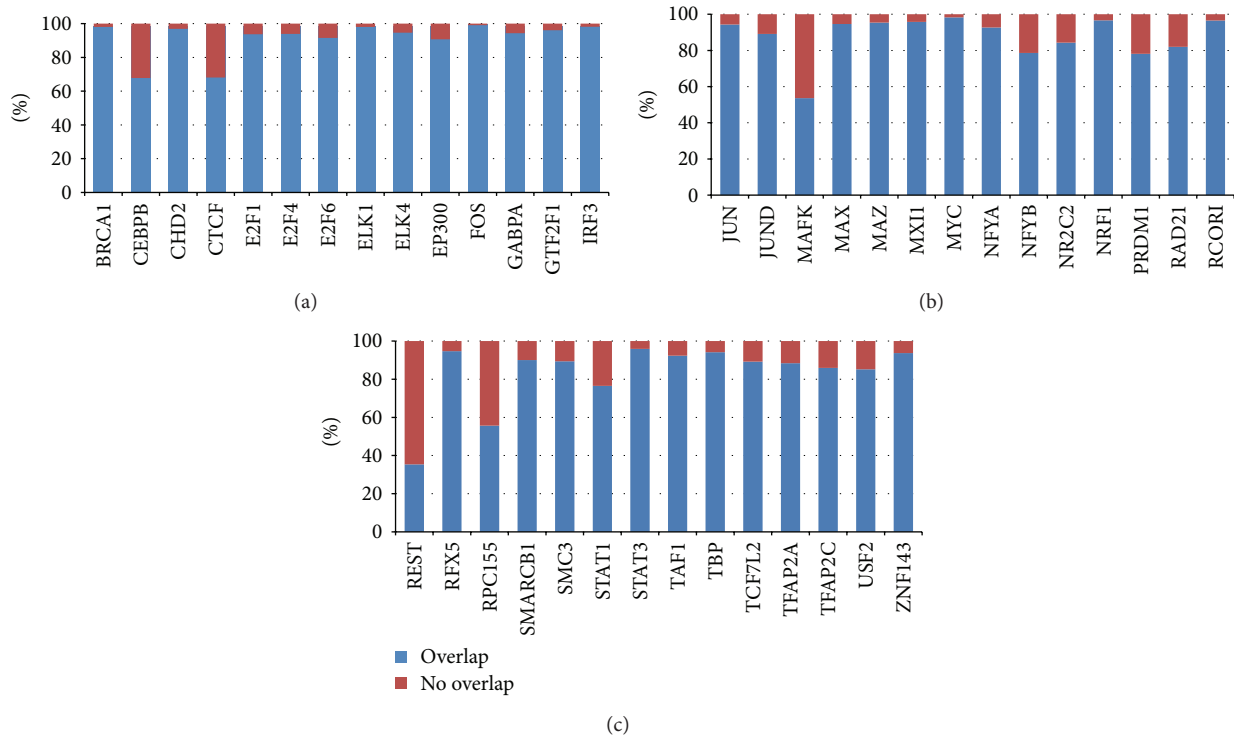 100
80
60
40
20
0
(%)
BRCA1
CEBPB
CHD2
CTCF
E2F1
E2F4
E2F6
ELK1
ELK4
EP300
FOS
GABPA
GTF2F1
IRF3
(a)
100
80
60
40
20
0
(%)
JUN
JUND
MAFK
MAX
MAZ
MXI1
MYC
NFYA
NFYB
NR2C2
NRF1
PRDM1
RAD21
RCORI
(b)
100
80
60
40
20
0
(%)
REST
RFX5
RPC155
SMARCB1
SMC3
STAT1
STAT3
TAF1
TBP
TCF7L2
TFAP2A
TFAP2C
USF2
ZNF143
Overlap
No overlap
(c)